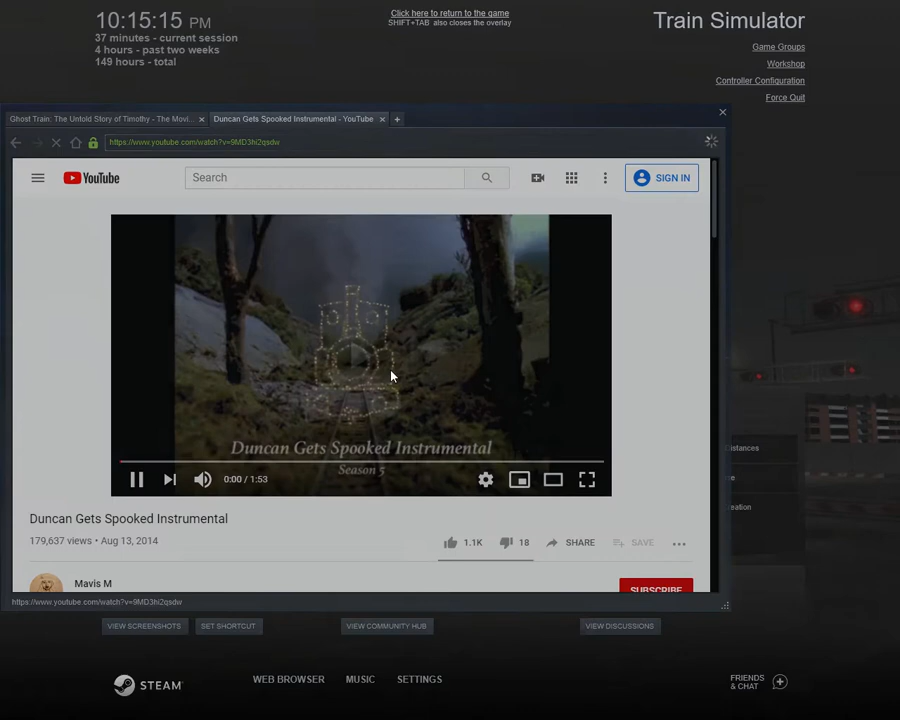 10:15:15 PM
37 minutes - current session
4 hours - past two weeks
149 hours - total
Click here to return to the game
SHIFT+TAB also closes the overlay
Train Simulator
Game Groups
Workshop
Controller Configuration
Force Quit
Ghost Train: The Untold Story of Timothy - The Movi...
Duncan Gets Spooked Instrumental - YouTube
https://www.youtube.com/watch?v=9MD3hi2qsdw
YouTube
Search
SIGN IN
Duncan Gets Spooked Instrumental
Season 5
0:00 / 1:53
Duncan Gets Spooked Instrumental
179,637 views • Aug 13, 2014
1.1K
18
SHARE
SAVE
Mavis M
SUBSCRIBE
https://www.youtube.com/watch?v=9MD3hi2qsdw
VIEW SCREENSHOTS
SET SHORTCUT
VIEW COMMUNITY HUB
VIEW DISCUSSIONS
STEAM
WEB BROWSER
MUSIC
SETTINGS
FRIENDS
& CHAT